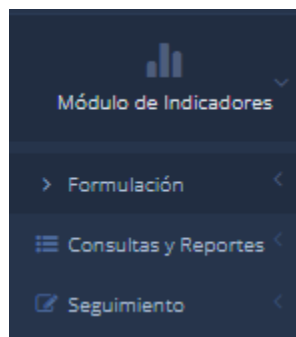 Módulo de Indicadores
Formulación
Consultas y Reportes
Seguimiento